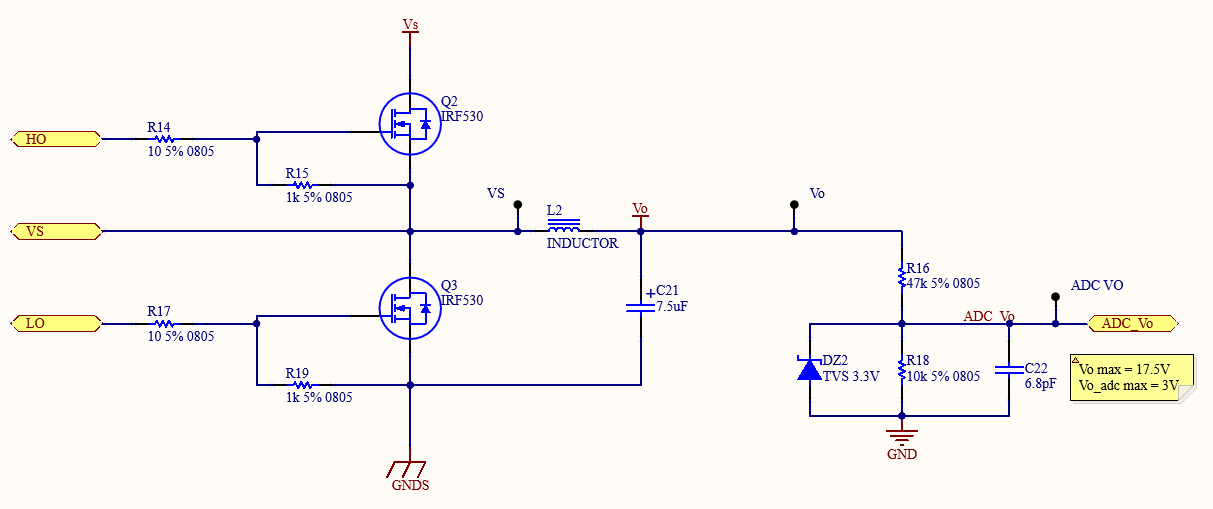 Vs
Q2
IRF530
HO
R14
10 5% 0805
R15
1k 5% 0805
VS
VS
L2
INDUCTOR
Vo
Vo
Q3
IRF530
LO
R17
10 5% 0805
R19
1k 5% 0805
C21
7.5uF
R16
47k 5% 0805
ADC VO
ADC_Vo
ADC_Vo
DZ2
TVS 3.3V
R18
10k 5% 0805
C22
6.8pF
Vo max = 17.5V
Vo_adc max = 3V
GND
GNDS